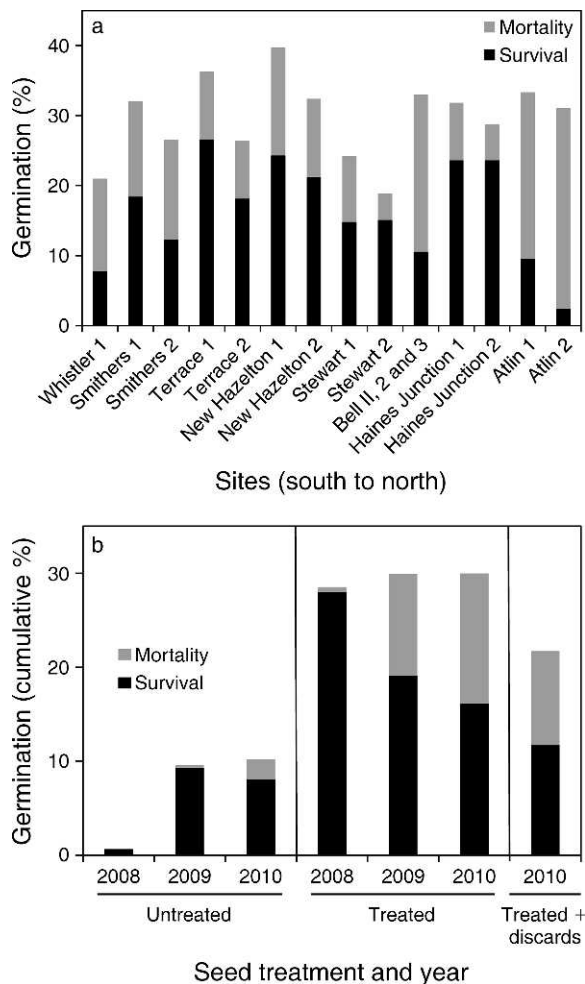 a
Mortality
Survival
Germination (%)
40
30
20
10
0
Whistler 1
Smithers 1
Smithers 2
Terrace 1
Terrace 2
New Hazelton 1
New Hazelton 2
Stewart 1
Stewart 2
Bell II, 2 and 3
Haines Junction 1
Haines Junction 2
Atlin 1
Atlin 2
Sites (south to north)
b
Mortality
Survival
Germination (cumulative %)
30
20
10
0
2008 2009 2010 2008 2009 2010 2010
Untreated Treated Treated +
discards
Seed treatment and year